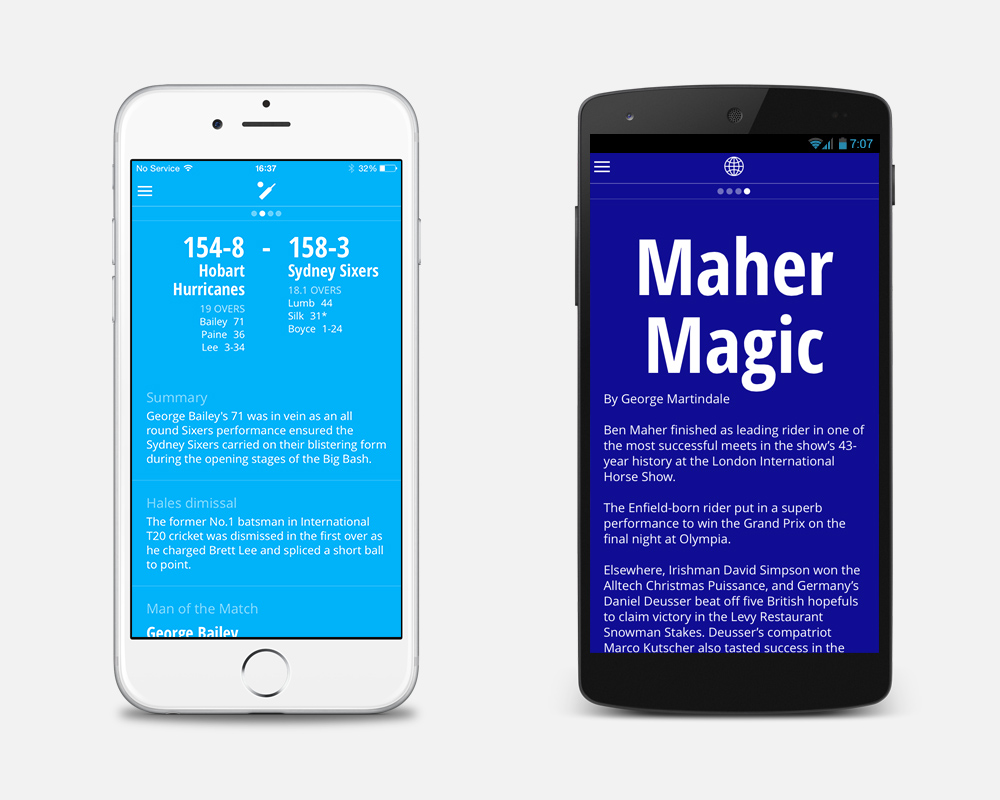 No Service 16:37 32%
154-8 - 158-3
Hobart
Hurricanes
19 OVERS
Bailey 71
Paine 36
Lee 3-34
Sydney Sixers
18.1 OVERS
Lumb 44
Silk 31*
Boyce 1-24
Summary
George Bailey's 71 was in vein as an all
round Sixers performance ensured the
Sydney Sixers carried on their blistering form
during the opening stages of the Big Bash.
Hales dimissal
The former No.1 batsman in International
T20 cricket was dismissed in the first over as
he charged Brett Lee and spliced a short ball
to point.
Man of the Match
George Bailey
7:07
Maher
Magic
By George Martindale
Ben Maher finished as leading rider in one of
the most successful meets in the show's 43-
year history at the London International
Horse Show.
The Enfield-born rider put in a superb
performance to win the Grand Prix on the
final night at Olympia.
Elsewhere, Irishman David Simpson won the
Alltech Christmas Puissance, and Germany's
Daniel Deusser beat off five British hopefuls
to claim victory in the Levy Restaurant
Snowman Stakes. Deusser's compatriot
Marco Kutscher also tasted success in the